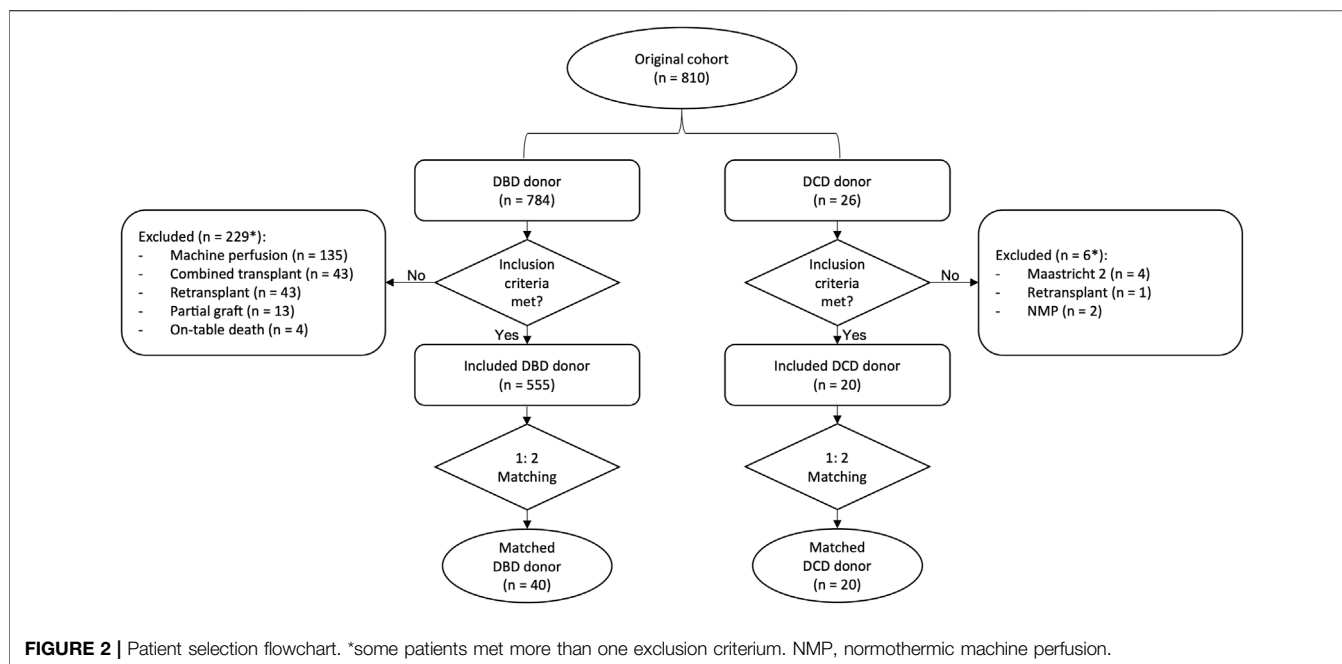 Original cohort
(n = 810)
DBD donor
(n = 784)
DCD donor
(n = 26)
Excluded (n = 229*):
- Machine perfusion (n = 135)
- Combined transplant (n = 43)
- Retransplant (n = 43)
- Partial graft (n = 13)
- On-table death (n = 4)
No
Inclusion
criteria
met?
Inclusion
criteria
met?
No
Excluded (n = 6*):
- Maastricht 2 (n = 4)
- Retransplant (n = 1)
- NMP (n = 2)
Yes
Yes
Included DBD donor
(n = 555)
Included DCD donor
(n = 20)
1: 2
Matching
1: 2
Matching
Matched
DBD donor
(n = 40)
Matched
DCD donor
(n = 20)
FIGURE 2 | Patient selection flowchart. *some patients met more than one exclusion criterium. NMP, normothermic machine perfusion.